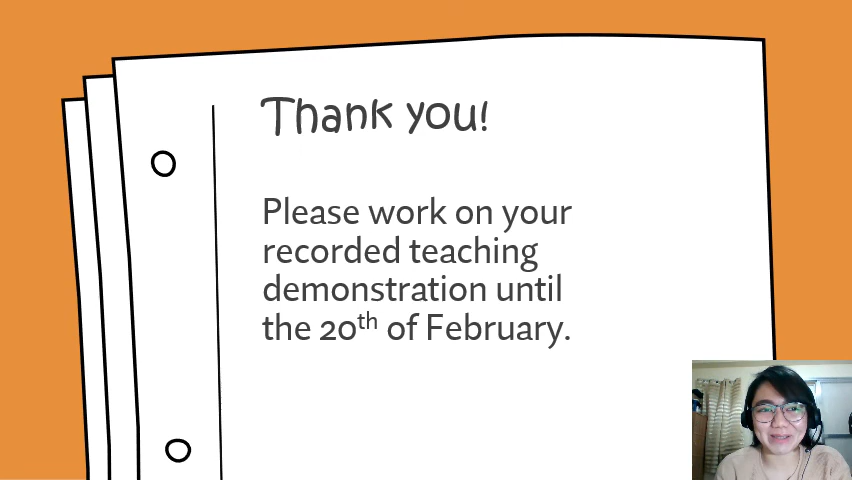 Thank you!
Please work on your
recorded teaching
demonstration until
the 20th of February.